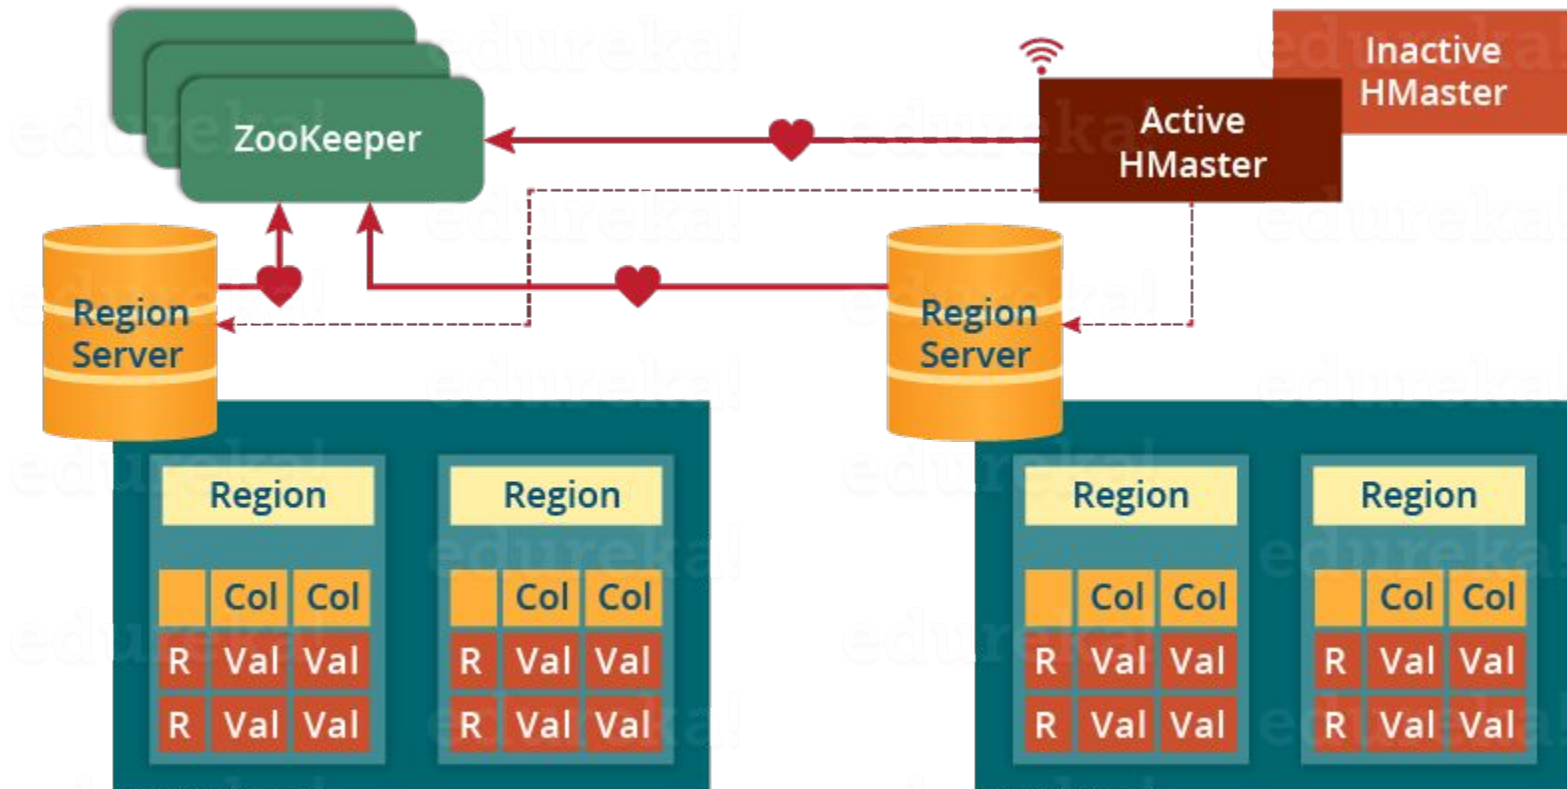 ZooKeeper
Active
HMaster
Inactive
HMaster
Region
Server
Region
Server
Region
Col Col
R Val Val
R Val Val
Region
Col Col
R Val Val
R Val Val
Region
Col Col
R Val Val
R Val Val
Region
Col Col
R Val Val
R Val Val
edureka!